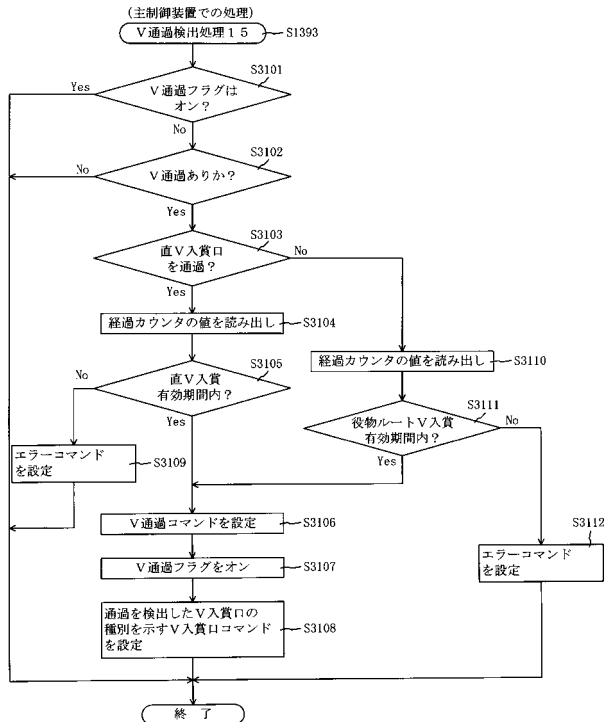 (主制御装置での処理)
V通過検出処理15
S1393
S3101
Yes
V通過フラグは
オン?
No
S3102
No
V通過ありか?
Yes
S3103
直V入賞口
を通過?
No
Yes
経過カウンタの値を読み出し
S3104
S3105
経過カウンタの値を読み出し
S3110
No
直V入賞
有効期間内?
S3111
役物ルートV入賞
有効期間内?
No
Yes
Yes
エラーコマンド
を設定
S3109
V通過コマンドを設定
S3106
S3112
V通過フラグをオン
S3107
エラーコマンド
を設定
通過を検出したV入賞口の
種別を示すV入賞口コマンド
を設定
S3108
終 了